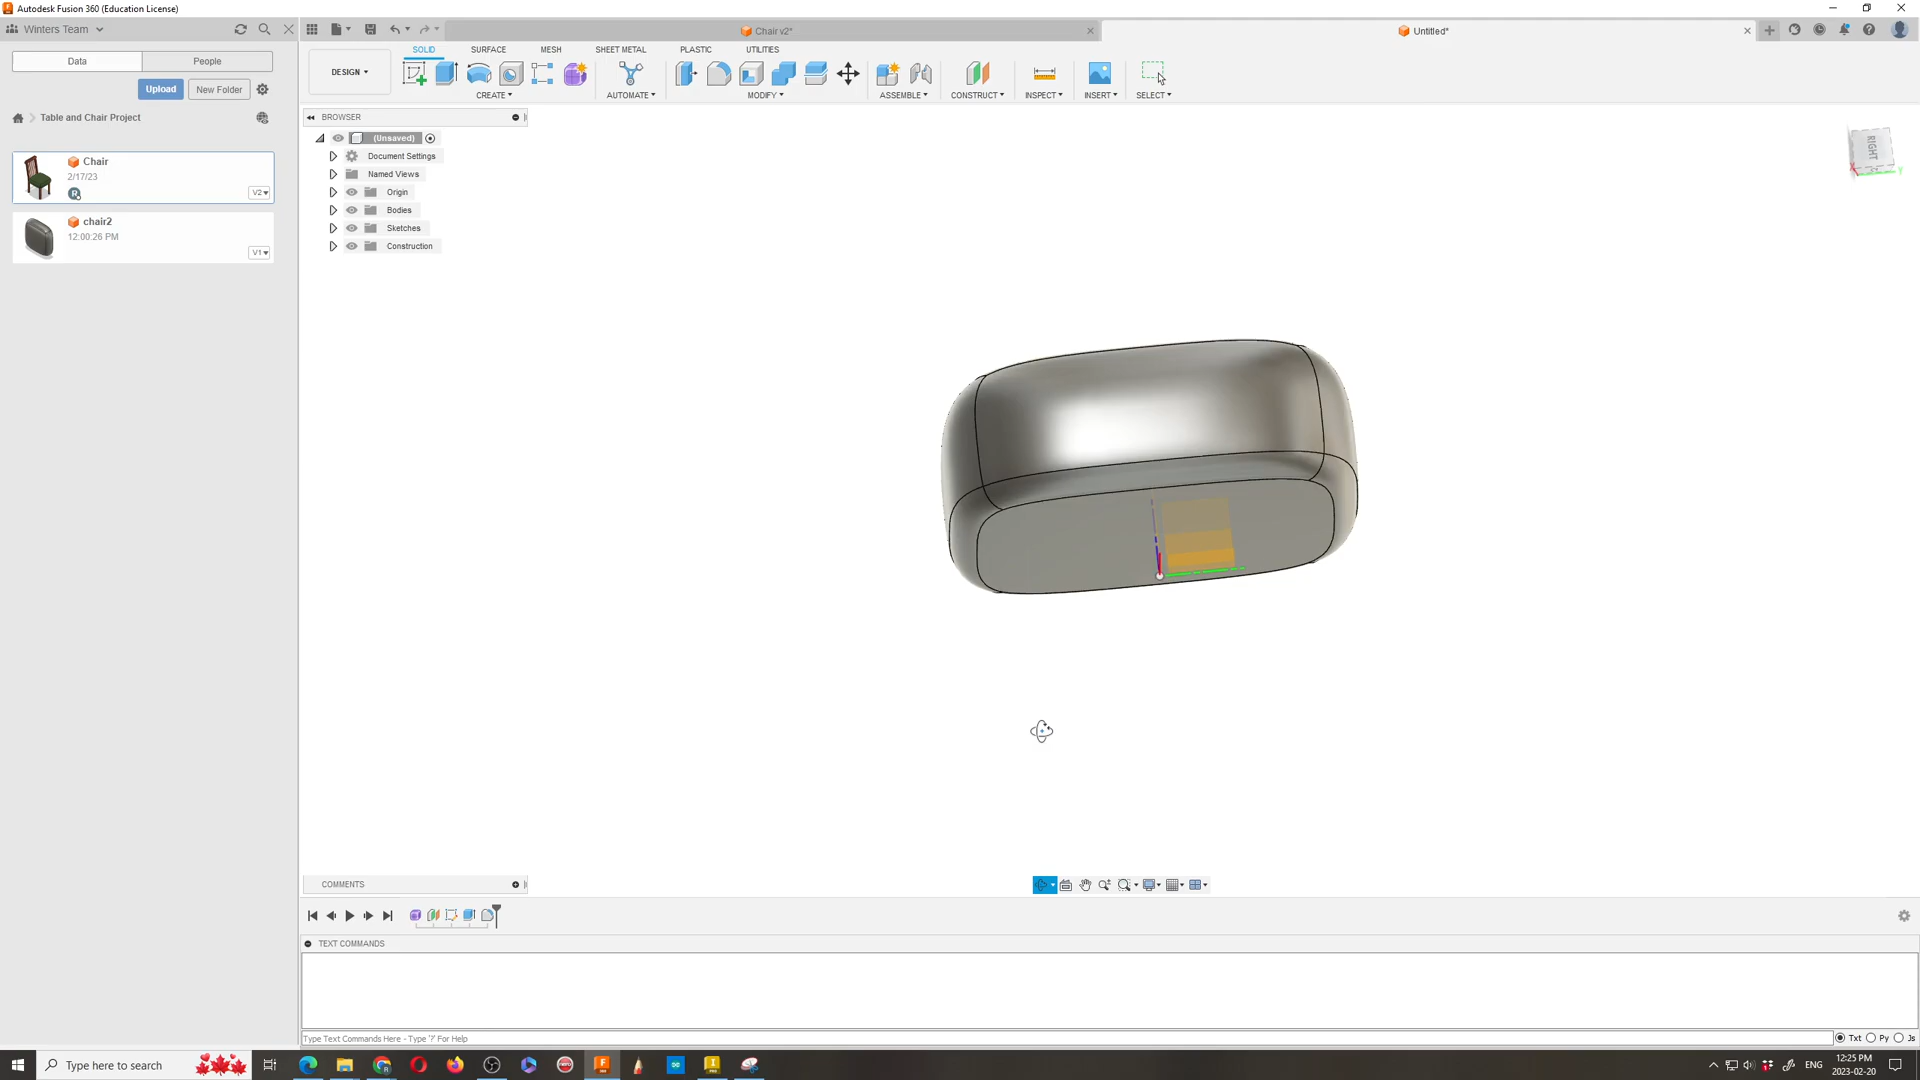 Autodesk Fusion 360 (Education License)
Winters Team
Chair v2*
Untitled*
Data
People
Upload
New Folder
Table and Chair Project
Chair
2/17/23
R
V2
chair2
12:00:26 PM
V1
DESIGN
SOLID
SURFACE
MESH
SHEET METAL
PLASTIC
UTILITIES
CREATE
AUTOMATE
MODIFY
ASSEMBLE
CONSTRUCT
INSPECT
INSERT
SELECT
BROWSER
(Unsaved)
Document Settings
Named Views
Origin
Bodies
Sketches
Construction
RIGHT
X
Y
COMMENTS
TEXT COMMANDS
Type Text Commands Here - Type '?' For Help
Txt
Py
Js
Type here to search
ENG
12:25 PM
2023-02-20